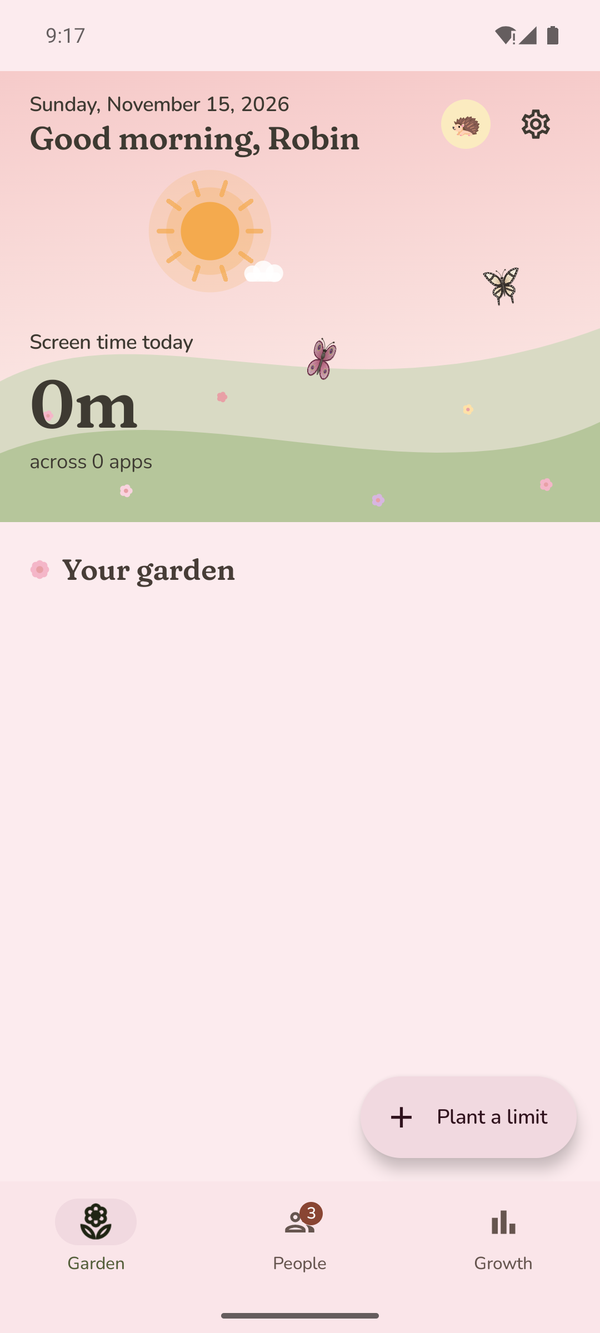 9:17
Sunday, November 15, 2026
Good morning, Robin
Screen time today
0m
across 0 apps
Your garden
Plant a limit
3
Garden
People
Growth